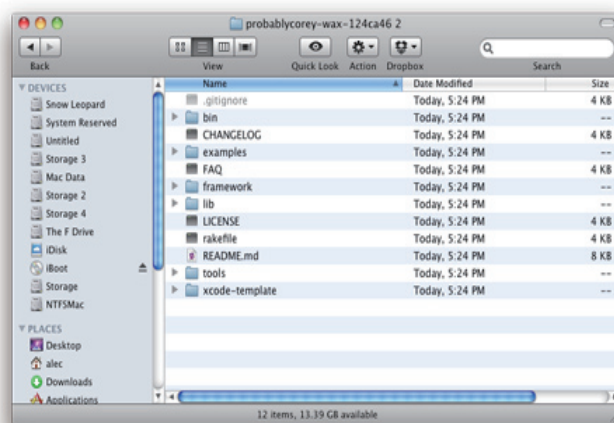 probablycorey-wax-124ca46 2
Back View Quick Look Action Dropbox Search
Name Date Modified Size
.gitignore Today, 5:24 PM 4 KB
bin Today, 5:24 PM --
CHANGELOG Today, 5:24 PM 4 KB
examples Today, 5:24 PM --
FAQ Today, 5:24 PM 4 KB
framework Today, 5:24 PM --
lib Today, 5:24 PM --
LICENSE Today, 5:24 PM 4 KB
rakefile Today, 5:24 PM 4 KB
README.md Today, 5:24 PM 8 KB
tools Today, 5:24 PM --
xcode-template Today, 5:24 PM --
DEVICES
Snow Leopard
System Reserved
Untitled
Storage 3
Mac Data
Storage 2
Storage 4
The F Drive
iDisk
iBoot
Storage
NTFSMac
PLACES
Desktop
alec
Downloads
Applications
12 items, 13.39 GB available